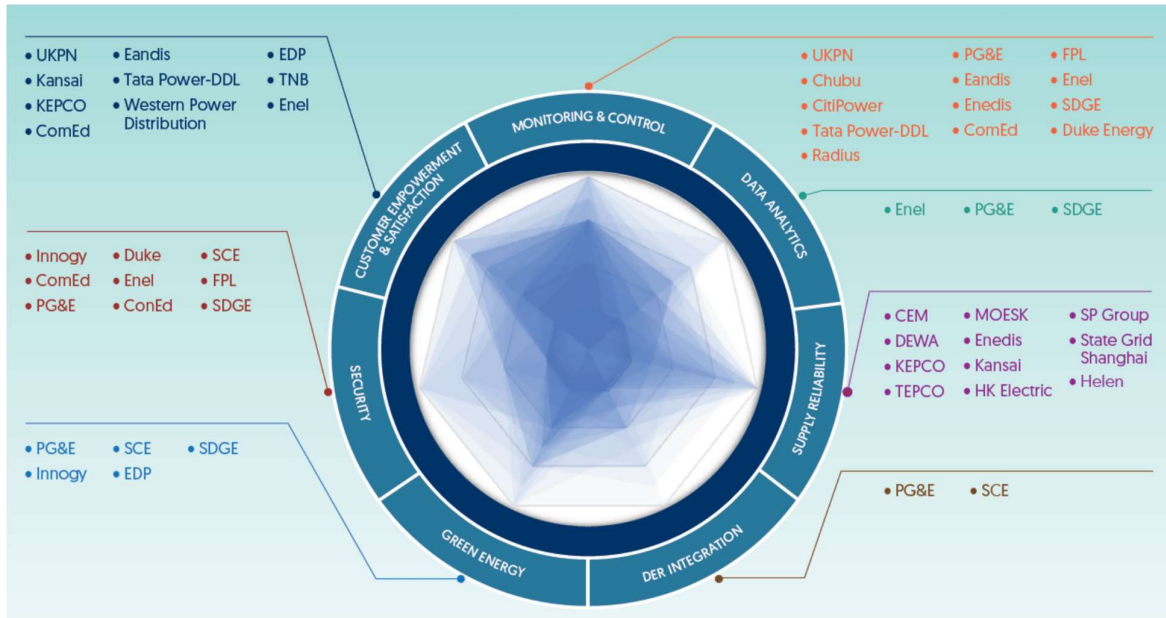 • UKPN
• Kansai
• KEPCO
• ComEd
• Eandis
• Tata Power-DDL
• Western Power
Distribution
• EDP
• TNB
• Enel
• UKPN
• Chubu
• CitiPower
• Tata Power-DDL
• Radius
• PG&E
• Eandis
• Enedis
• ComEd
• FPL
• Enel
• SDGE
• Duke Energy
MONITORING & CONTROL
CUSTOMER EMPOWERMENT
& SATISFACTION
DATA ANALYTICS
• Enel
• PG&E
• SDGE
• Innogy
• ComEd
• PG&E
• Duke
• Enel
• ConEd
• SCE
• FPL
• SDGE
SECURITY
SUPPLY RELIABILITY
• CEM
• DEWA
• KEPCO
• TEPCO
• MOESK
• Enedis
• Kansai
• HK Electric
• SP Group
• State Grid
Shanghai
• Helen
• PG&E
• Innogy
• SCE
• EDP
• SDGE
GREEN ENERGY
DER INTEGRATION
• PG&E
• SCE